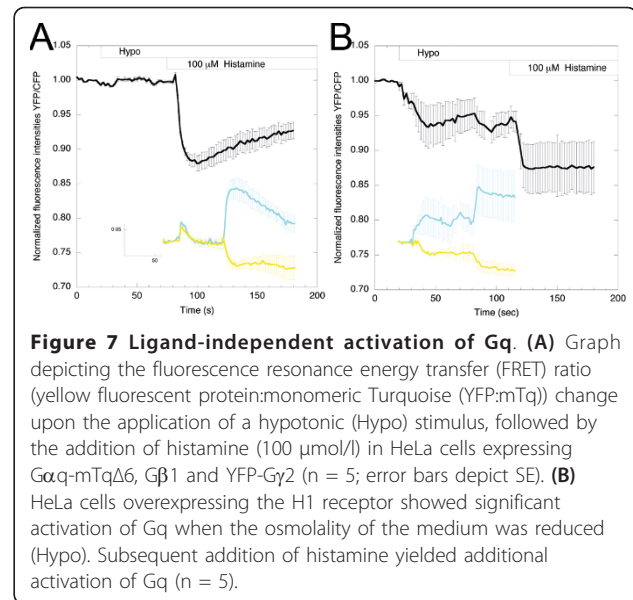 A
B
1.05
1.00
0.95
0.90
0.85
0.80
0.75
0.70
Normalized fluorescence intensities YFP/CFP
Hypo
100 μM Histamine
0.05
50
0
50
100
150
200
Time (s)
1.05
1.00
0.95
0.90
0.85
0.80
0.75
0.70
Normalized fluorescence intensities YFP/CFP
Hypo
100 μM Histamine
0
50
100
150
200
Time (sec)
Figure 7 Ligand-independent activation of Gq. (A) Graph
depicting the fluorescence resonance energy transfer (FRET) ratio
(yellow fluorescent protein:monomeric Turquoise (YFP:mTq)) change
upon the application of a hypotonic (Hypo) stimulus, followed by
the addition of histamine (100 μmol/l) in HeLa cells expressing
Gαq-mTqΔ6, Gβ1 and YFP-Gγ2 (n = 5; error bars depict SE). (B)
HeLa cells overexpressing the H1 receptor showed significant
activation of Gq when the osmolality of the medium was reduced
(Hypo). Subsequent addition of histamine yielded additional
activation of Gq (n = 5).